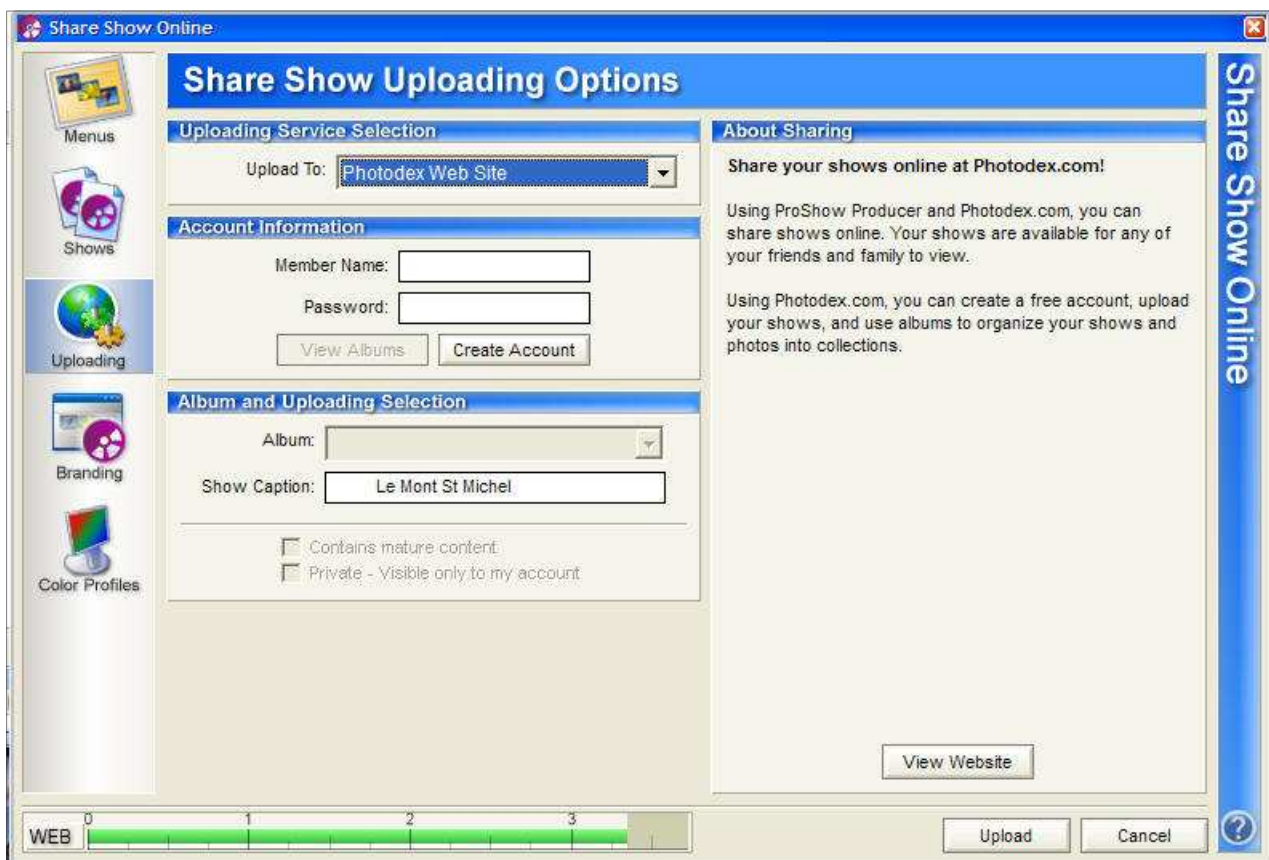 Share Show Online
Menus
Shows
Uploading
Branding
Color Profiles
Share Show Uploading Options
Uploading Service Selection
Upload To: Photodex Web Site
Account Information
Member Name:
Password:
View Albums Create Account
Album and Uploading Selection
Album:
Show Caption: Le Mont St Michel
Contains mature content
Private - Visible only to my account
About Sharing
Share your shows online at Photodex.com!
Using ProShow Producer and Photodex.com, you can
share shows online. Your shows are available for any of
your friends and family to view.
Using Photodex.com, you can create a free account, upload
your shows, and use albums to organize your shows and
photos into collections.
View Website
Share Show Online
WEB 0 1 2 3
Upload Cancel ?